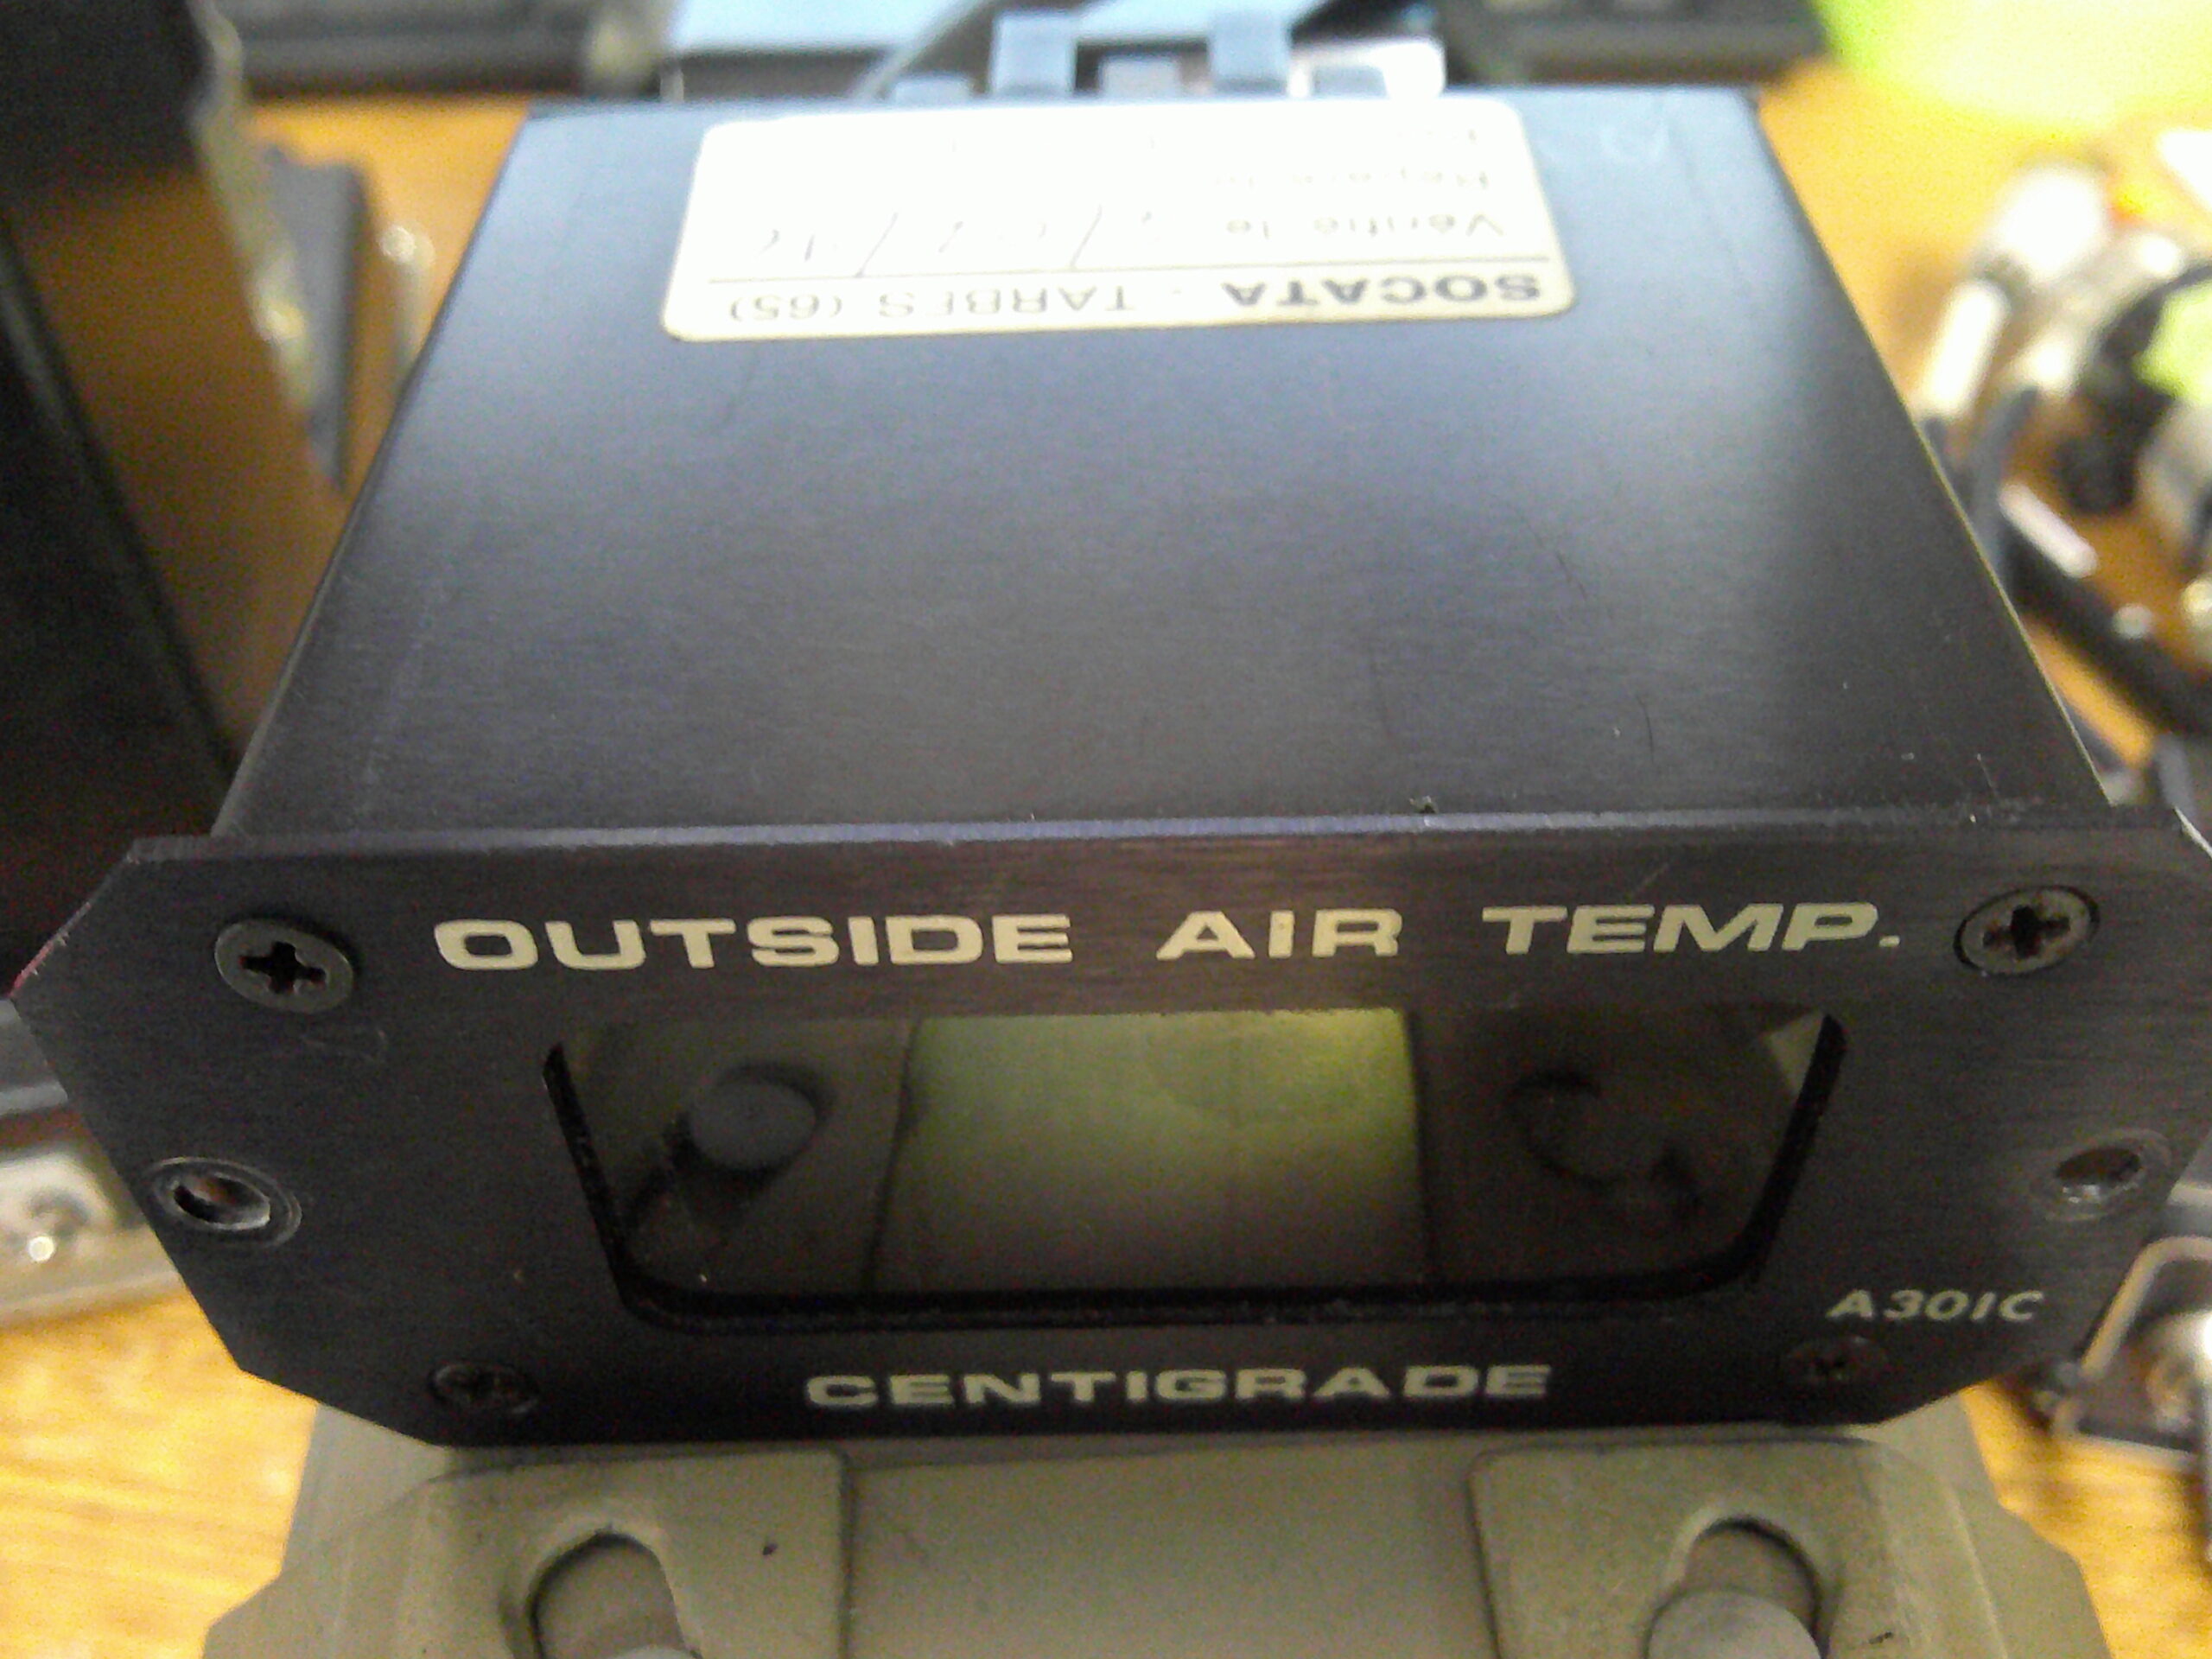 OUTSIDE AIR TEMP.
A301C
CENTIGRADE
SOCATA - TARBES (65)
Vérifié le